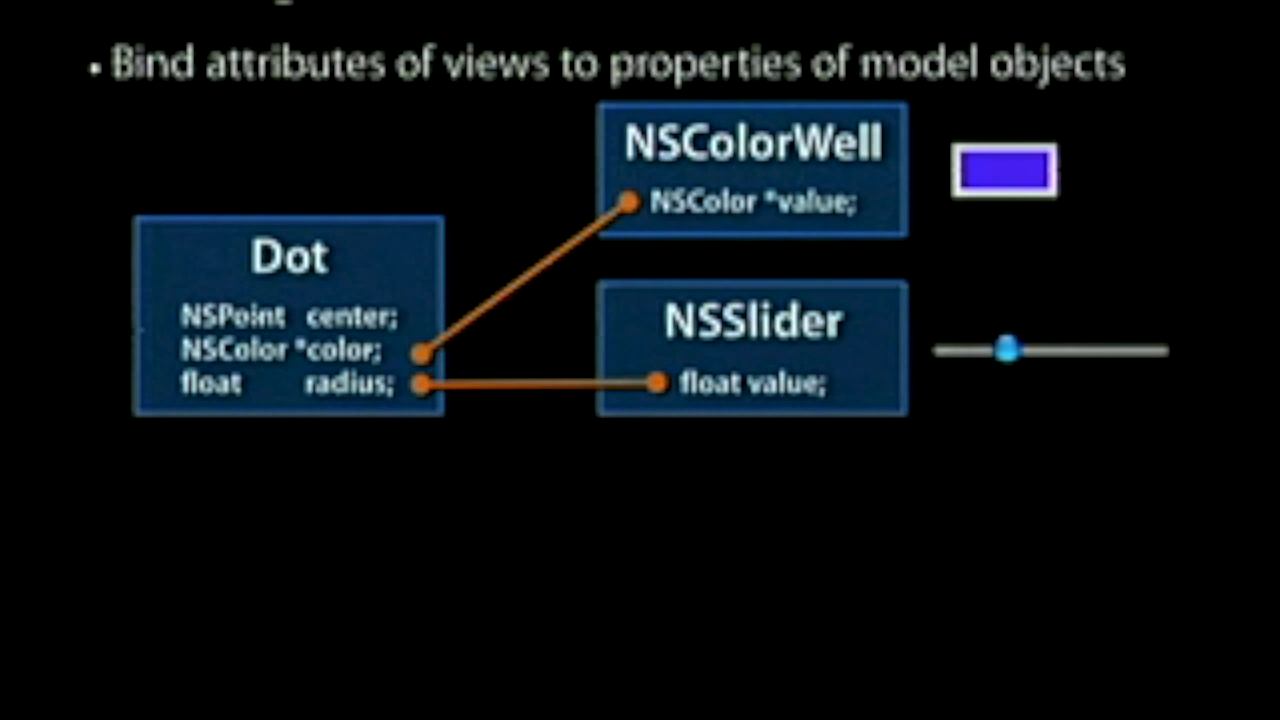 • Bind attributes of views to properties of model objects
NSColorWell
NSColor *value;
Dot
NSPoint center;
NSColor *color;
float radius;
NSSlider
float value;